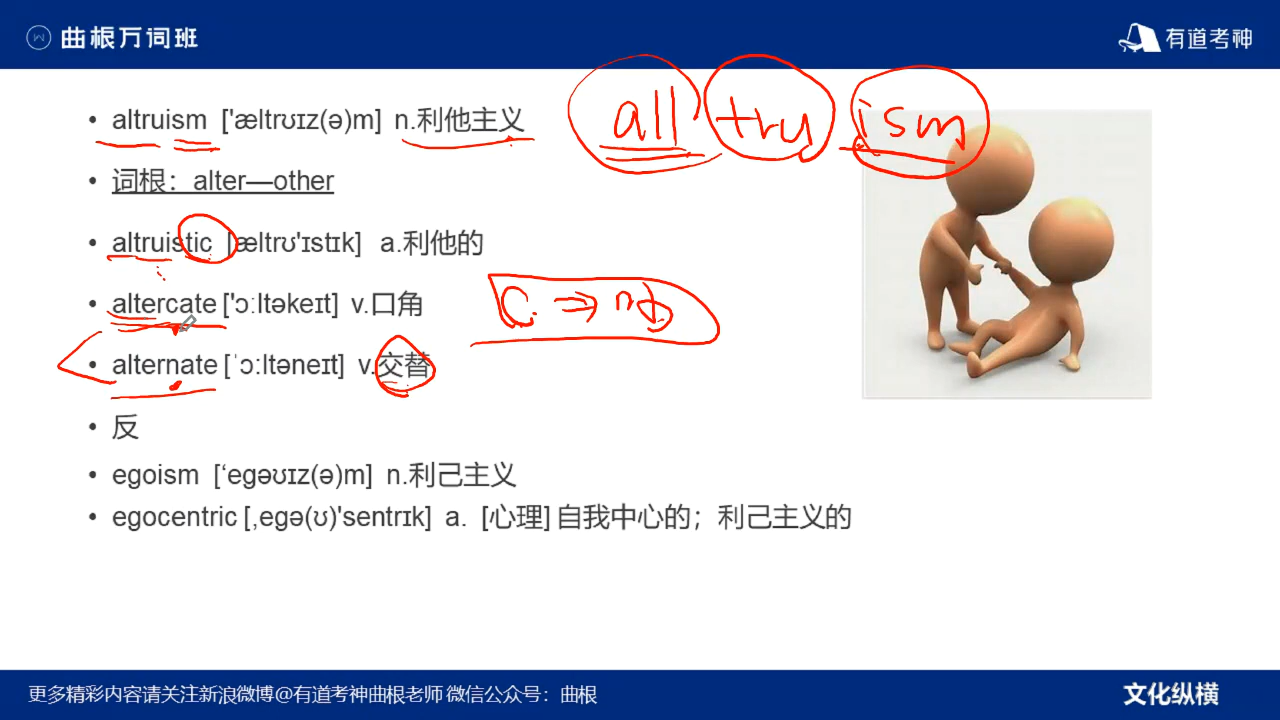 曲根万词班
有道考神
altruism ['æltrʊɪz(ə)m] n.利他主义
all try ism
词根：alter—other
altruistic [æltrʊ'ɪstɪk] a.利他的
altercate ['ɔːltəkeɪt] v.口角
alternate [ˈɔːltəneɪt] v.交替
反
egoism [‘egəʊɪz(ə)m] n.利己主义
egocentric [,egə(ʊ)'sentrɪk] a. [心理] 自我中心的；利己主义的
更多精彩内容请关注新浪微博@有道考神曲根老师 微信公众号：曲根
文化纵横